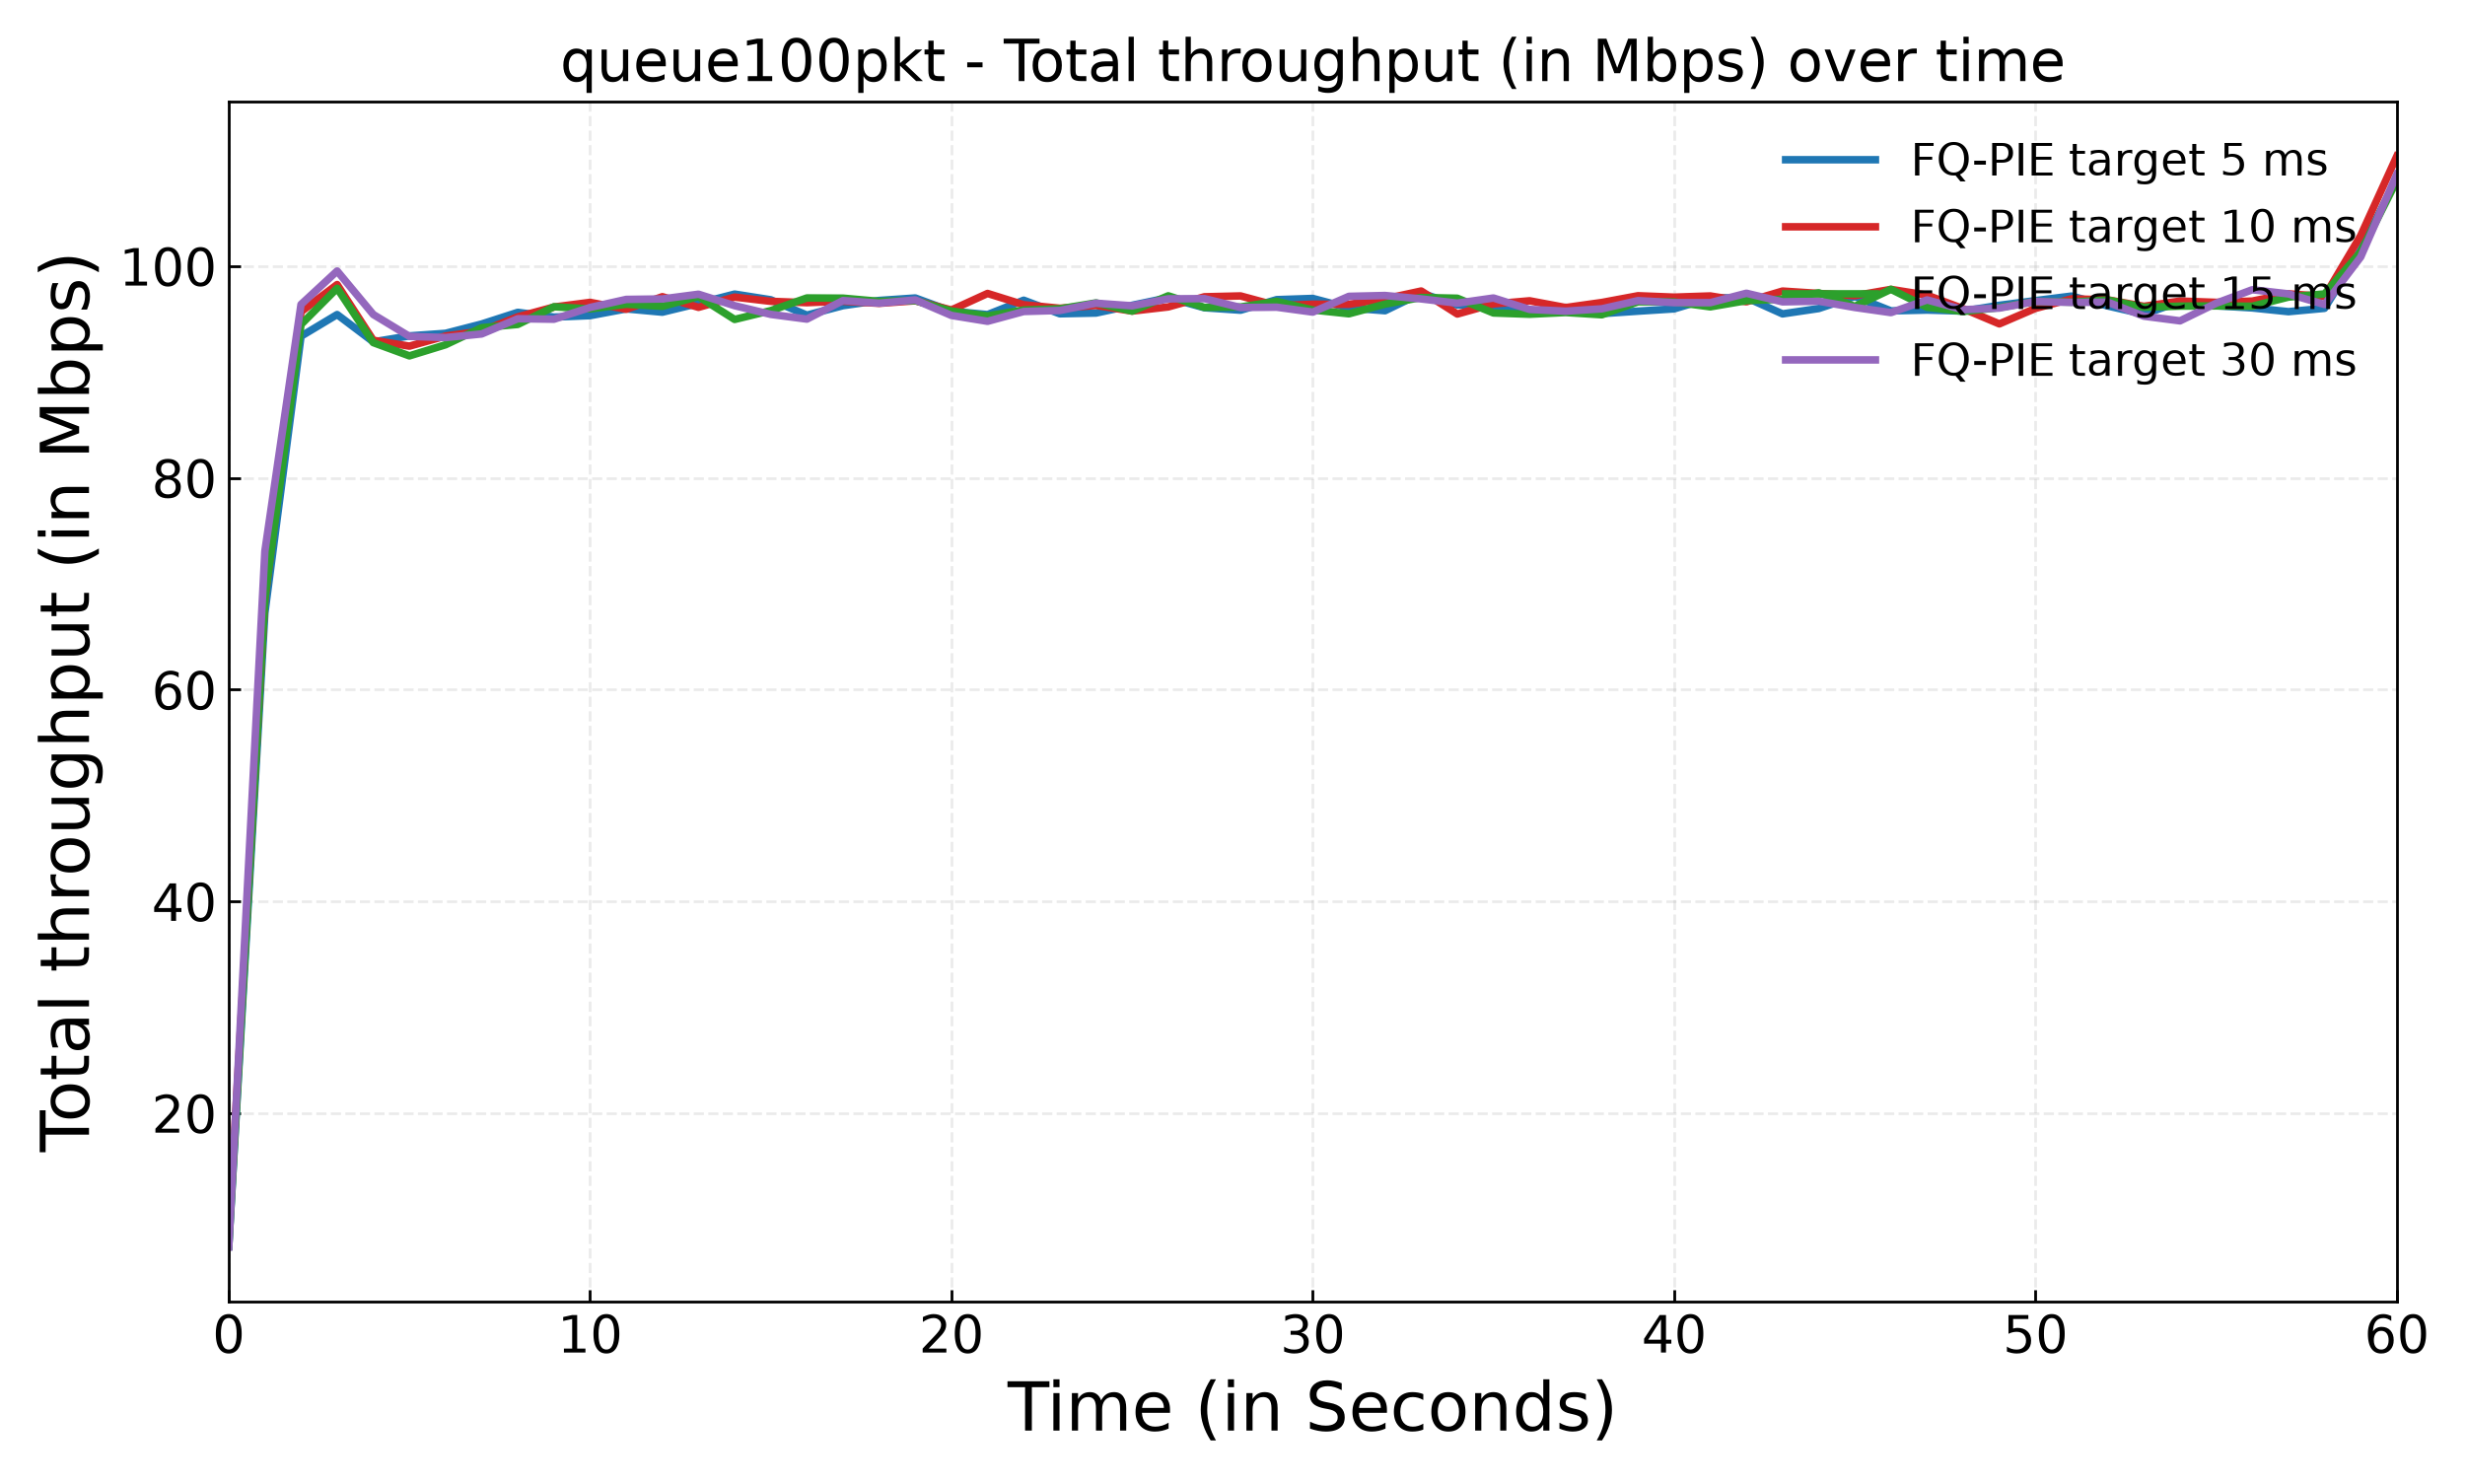 queue100pkt - Total throughput (in Mbps) over time
Total throughput (in Mbps)
100
80
60
40
20
FQ-PIE target 5 ms
FQ-PIE target 10 ms
FQ-PIE target 15 ms
FQ-PIE target 30 ms
0 10 20 30 40 50 60
Time (in Seconds)